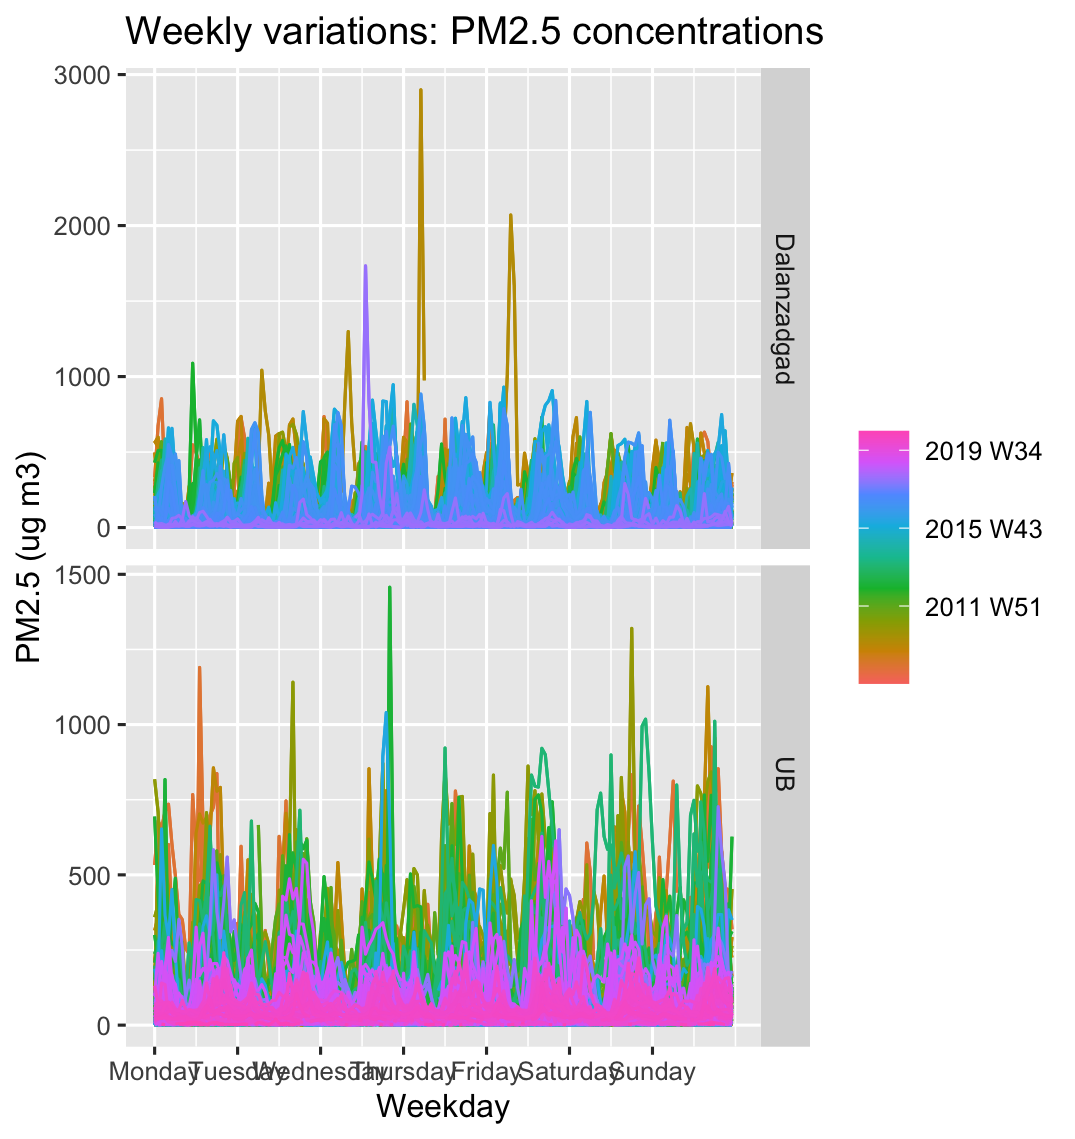 Weekly variations: PM2.5 concentrations
PM2.5 (ug m3)
3000
2000
1000
0
Dalanzadgad
1500
1000
500
0
UB
Monday
Tuesday
Wednesday
Thursday
Friday
Saturday
Sunday
Weekday
2019 W34
2015 W43
2011 W51